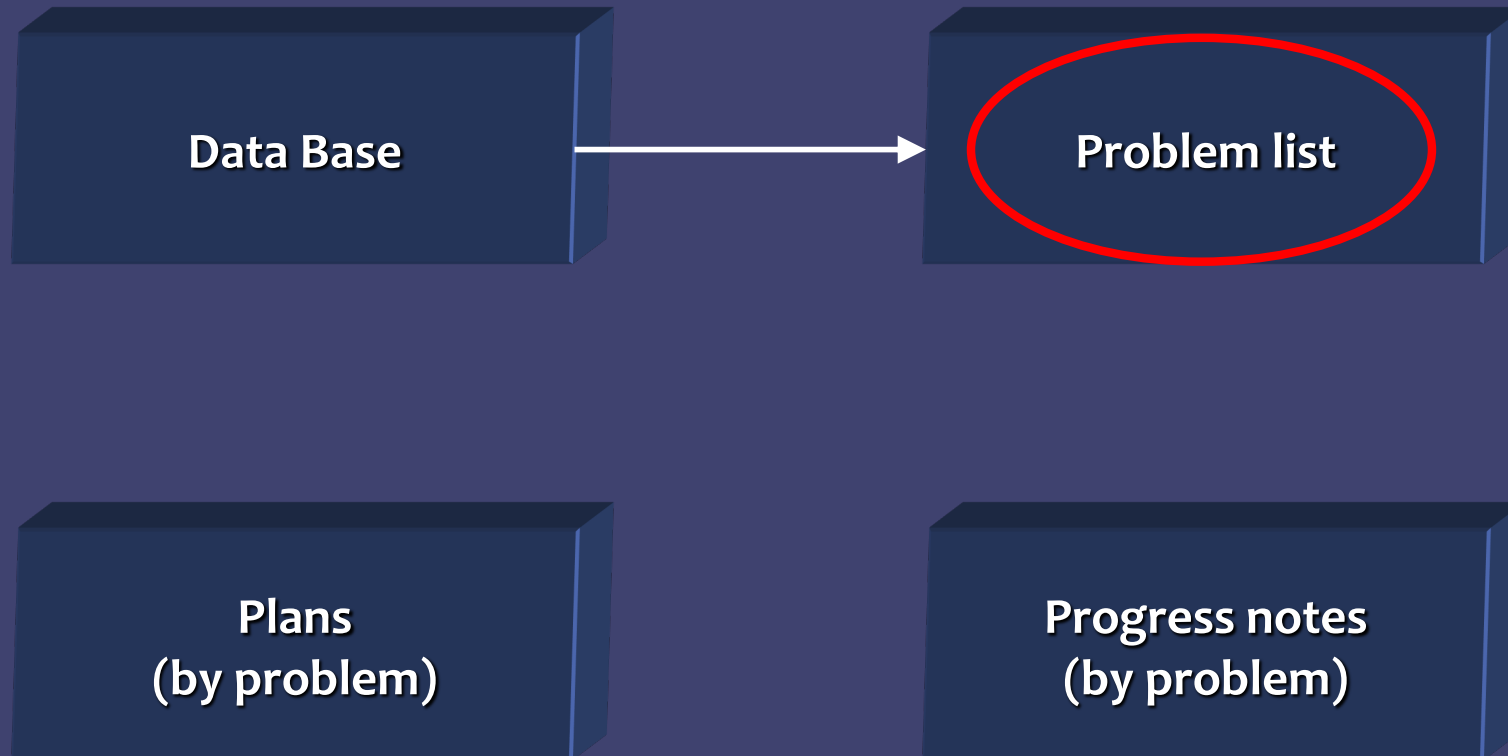 Data Base
Problem list
Plans
(by problem)
Progress notes
(by problem)